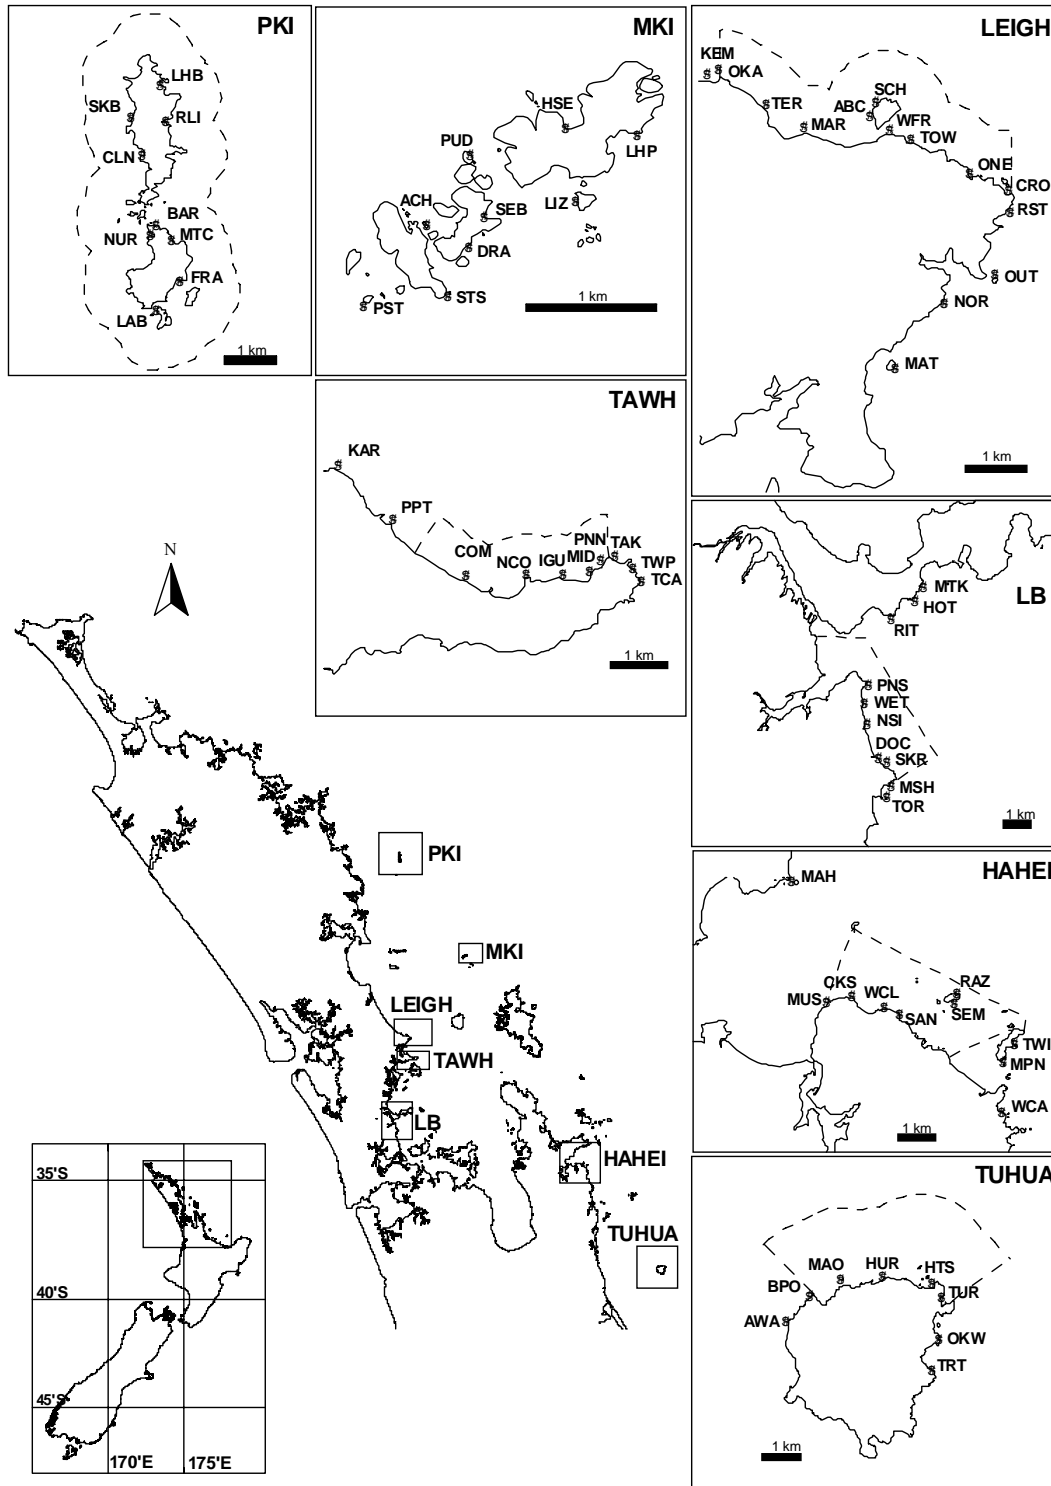 PKI
LHB
SKB
RLI
CLN
BAR
NUR
MTC
FRA
LAB
1 km
MKI
HSE
LHP
PUD
LIZ
ACH
SEB
DRA
STS
PST
1 km
LEIGH
KEM
OKA
TER
SCH
ABC
MAR
WFR
TOW
ONE
CRO
RST
OUT
NOR
MAT
1 km
TAWH
KAR
PPT
COM
NCO
IGU
MID
PNN
TAK
TWP
TCA
1 km
LB
MTK
HOT
RIT
PNS
WET
NSI
DOC
SKR
MSH
TOR
1 km
HAHEI
MAH
CKS
MUS
WCL
SAN
RAZ
SEM
TWI
MPN
WCA
1 km
TUHUA
MAO
HUR
HTS
BPO
TUR
AWA
OKW
TRT
1 km
N
PKI
MKI
LEIGH
TAWH
LB
HAHEI
TUHUA
35'S
40'S
45'S
170'E
175'E